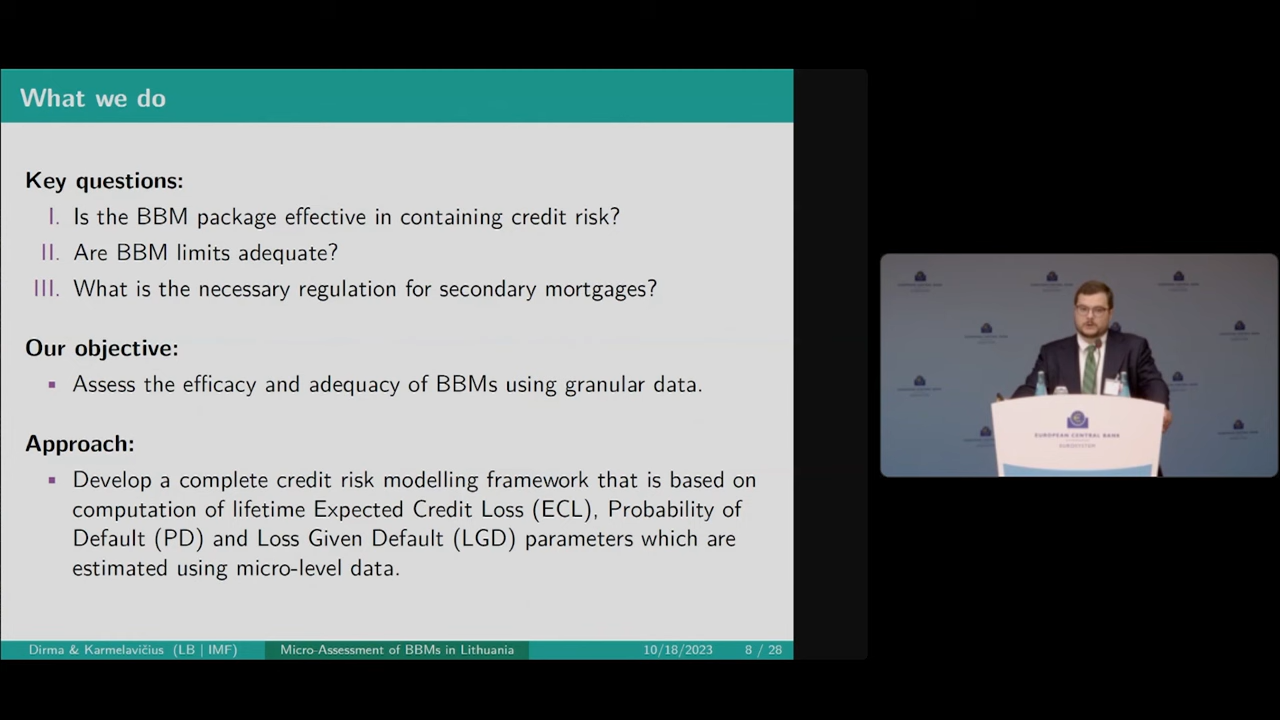 What we do
Key questions:
I. Is the BBM package effective in containing credit risk?
II. Are BBM limits adequate?
III. What is the necessary regulation for secondary mortgages?
Our objective:
▪ Assess the efficacy and adequacy of BBMs using granular data.
Approach:
▪ Develop a complete credit risk modelling framework that is based on
computation of lifetime Expected Credit Loss (ECL), Probability of
Default (PD) and Loss Given Default (LGD) parameters which are
estimated using micro-level data.
Dirma & Karmelavičius (LB | IMF) Micro-Assessment of BBMs in Lithuania 10/18/2023 8 / 28
EUROPEAN CENTRAL BANK
EUROSYSTEM